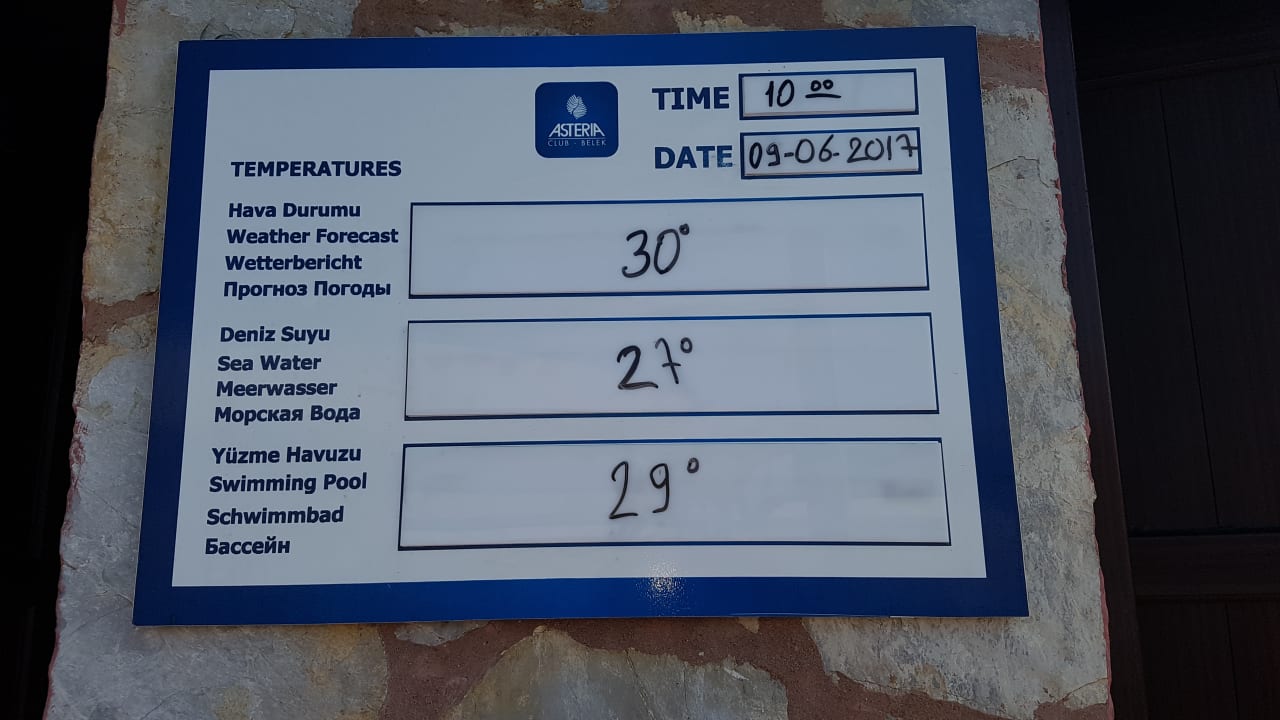 ASTERIA
CLUB - BELEK
TIME 10 00
DATE 09-06-2017
TEMPERATURES
Hava Durumu
Weather Forecast
Wetterbericht
Прогноз Погоды
30°
Deniz Suyu
Sea Water
Meerwasser
Морская Вода
27°
Yüzme Havuzu
Swimming Pool
Schwimmbad
Бассейн
29°